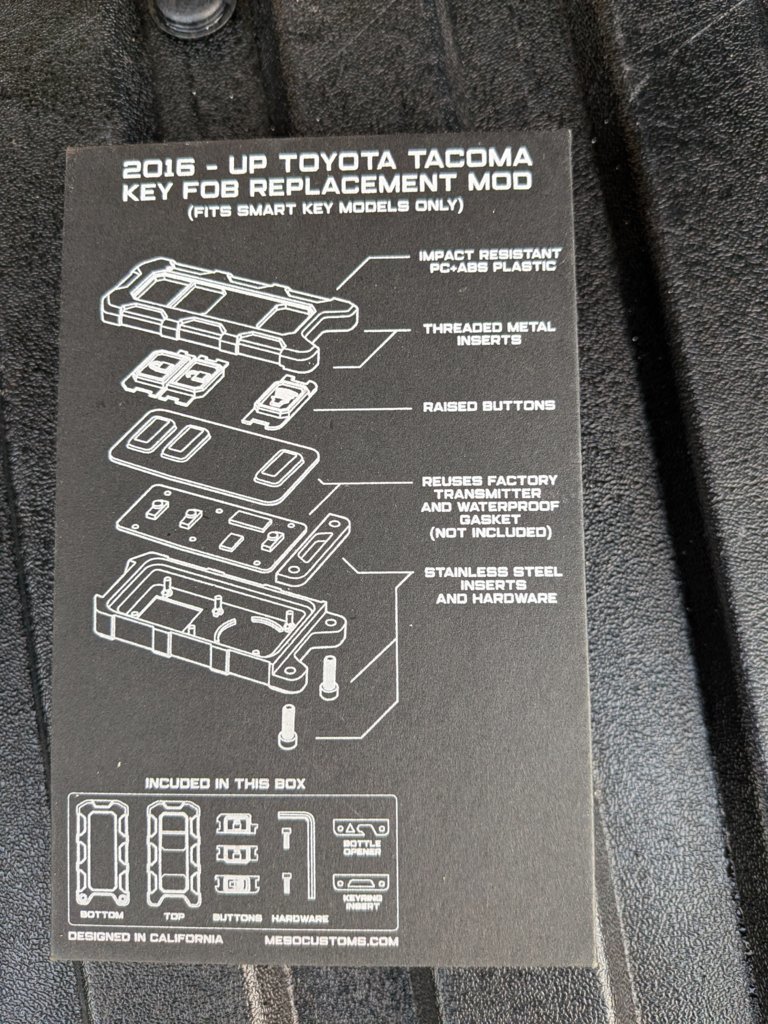 2016 - UP TOYOTA TACOMA
KEY FOB REPLACEMENT MOD
(FITS SMART KEY MODELS ONLY)
IMPACT RESISTANT
PC+ABS PLASTIC
THREADED METAL
INSERTS
RAISED BUTTONS
REUSES FACTORY
TRANSMITTER
AND WATERPROOF
GASKET
(NOT INCLUDED)
STAINLESS STEEL
INSERTS
AND HARDWARE
INCUDED IN THIS BOX
BOTTOM
TOP
BUTTONS
HARDWARE
BOTTLE
OPENER
KEYRING
INSERT
DESIGNED IN CALIFORNIA
MESOCUSTOMS.COM